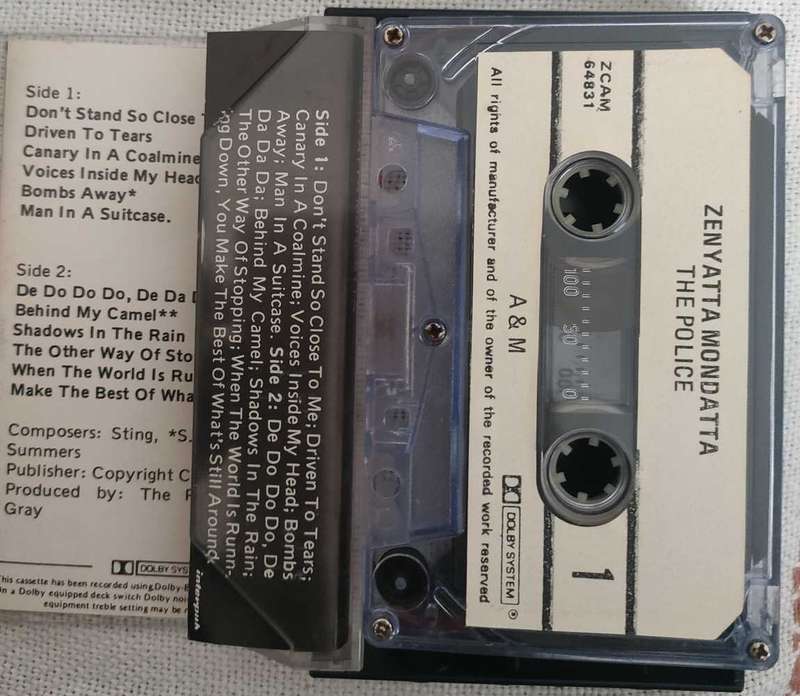 Side 1:
Don't Stand So Close
Driven To Tears
Canary In A Coalmine
Voices Inside My Head
Bombs Away*
Man In A Suitcase.
Side 2:
De Do Do Do, De Da
Behind My Camel**
Shadows In The Rain
The Other Way Of Sto
When The World Is Ru
Make The Best Of Wha
Composers: Sting, *S.
Summers
Publisher: Copyright C
Produced by: The
Gray
DOLBY SYS
his cassette has been recorded using Dolby-B
n a Dolby equipped deck switch Dolby noi
equipment treble setting may be
Side 1: Don't Stand So Close To Me; Driven To Tears;
Canary In A Coalmine; Voices Inside My Head; Bombs
Away; Man In A Suitcase. Side 2: De Do Do Do, De
Da Da Da; Behind My Camel; Shadows In The Rain;
The Other Way Of Stopping; When The World Is Runn-
ing Down, You Make The Best Of What's Still Around
interpak
ZCAM
64831
ZENYATTA MONDATTA
THE POLICE
100 50 0
1
A & M
DOLBY SYSTEM ®
All rights of manufacturer and of the owner of the recorded work reserved